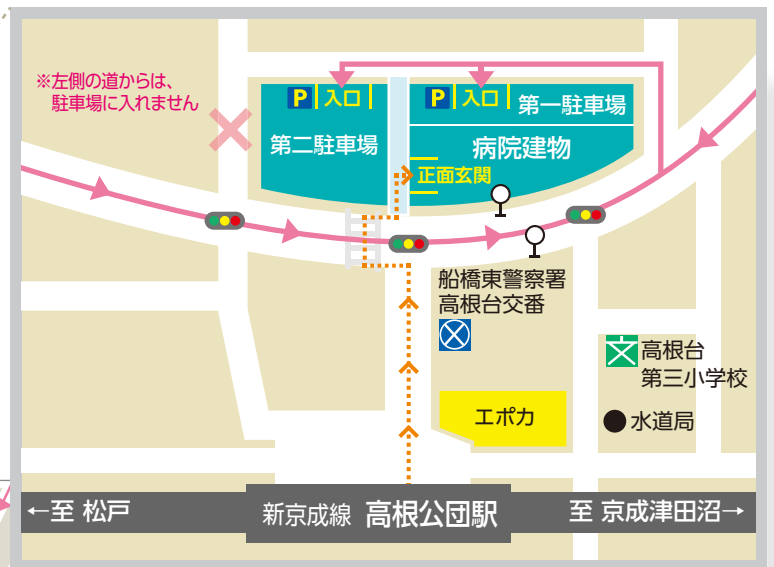 ※左側の道からは、
駐車場に入れません
P 入口
P 入口
第一駐車場
第二駐車場
病院建物
正面玄関
船橋東警察署
高根台交番
高根台
第三小学校
エポカ
水道局
←至 松戸
新京成線 高根公団駅
至 京成津田沼→